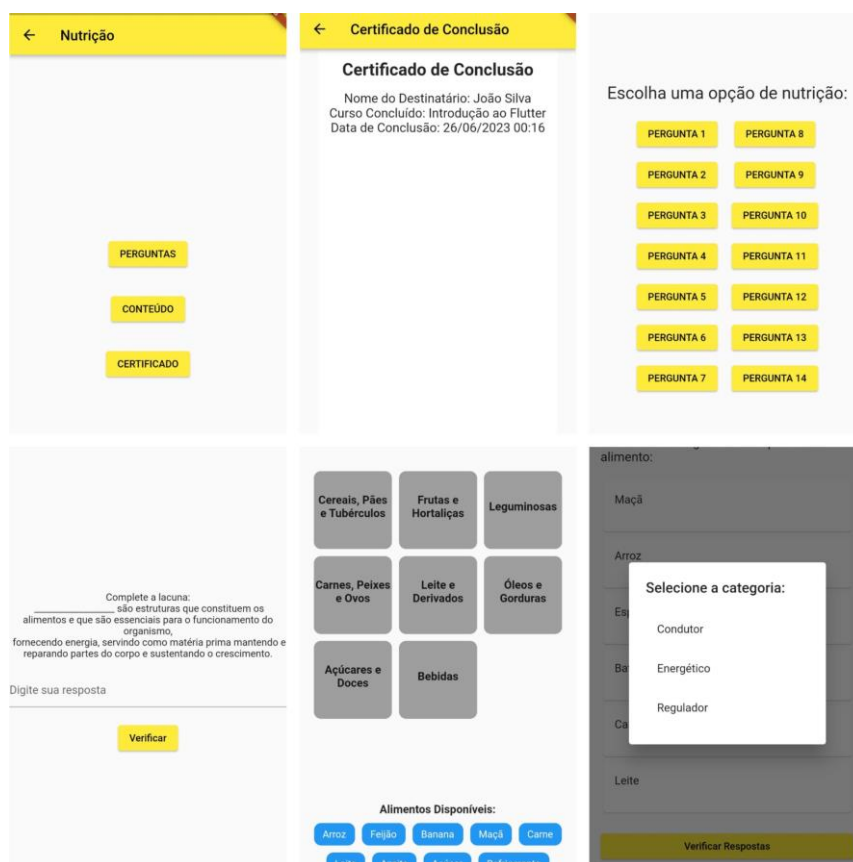 Nutrição
PERGUNTAS
CONTEÚDO
CERTIFICADO
Certificado de Conclusão
Certificado de Conclusão
Nome do Destinatário: João Silva
Curso Concluído: Introdução ao Flutter
Data de Conclusão: 26/06/2023 00:16
Escolha uma opção de nutrição:
PERGUNTA 1 PERGUNTA 8
PERGUNTA 2 PERGUNTA 9
PERGUNTA 3 PERGUNTA 10
PERGUNTA 4 PERGUNTA 11
PERGUNTA 5 PERGUNTA 12
PERGUNTA 6 PERGUNTA 13
PERGUNTA 7 PERGUNTA 14
Complete a lacuna:
________________ são estruturas que constituem os
alimentos e que são essenciais para o funcionamento do
organismo,
fornecendo energia, servindo como matéria prima mantendo e
reparando partes do corpo e sustentando o crescimento.
Digite sua resposta
Verificar
Cereais, Pães
e Tubérculos
Frutas e
Hortaliças
Leguminosas
Carnes, Peixes
e Ovos
Leite e
Derivados
Óleos e
Gorduras
Açúcares e
Doces
Bebidas
Alimentos Disponíveis:
Arroz Feijão Banana Maçã Carne
alimento:
Maçã
Arroz
Selecione a categoria:
Condutor
Energético
Regulador
Leite
Verificar Respostas